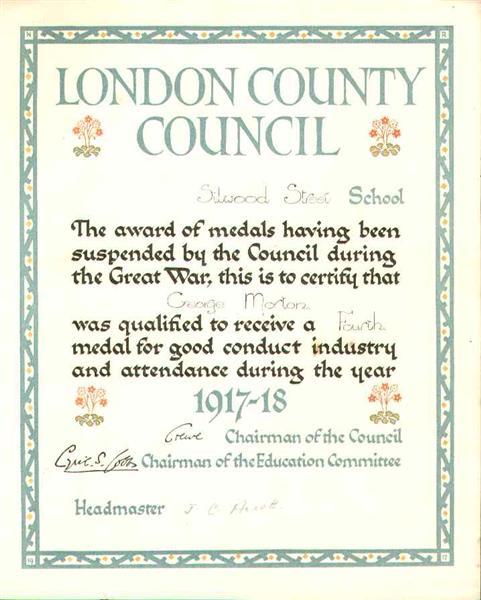 LONDON COUNTY
COUNCIL
Silwood Street School
The award of medals having been
suspended by the Council during
the Great War, this is to certify that
George Morton
was qualified to receive a Fourth
medal for good conduct industry
and attendance during the year
1917-18
Crewe Chairman of the Council
Cyril S. Cobb Chairman of the Education Committee
Headmaster J. C.